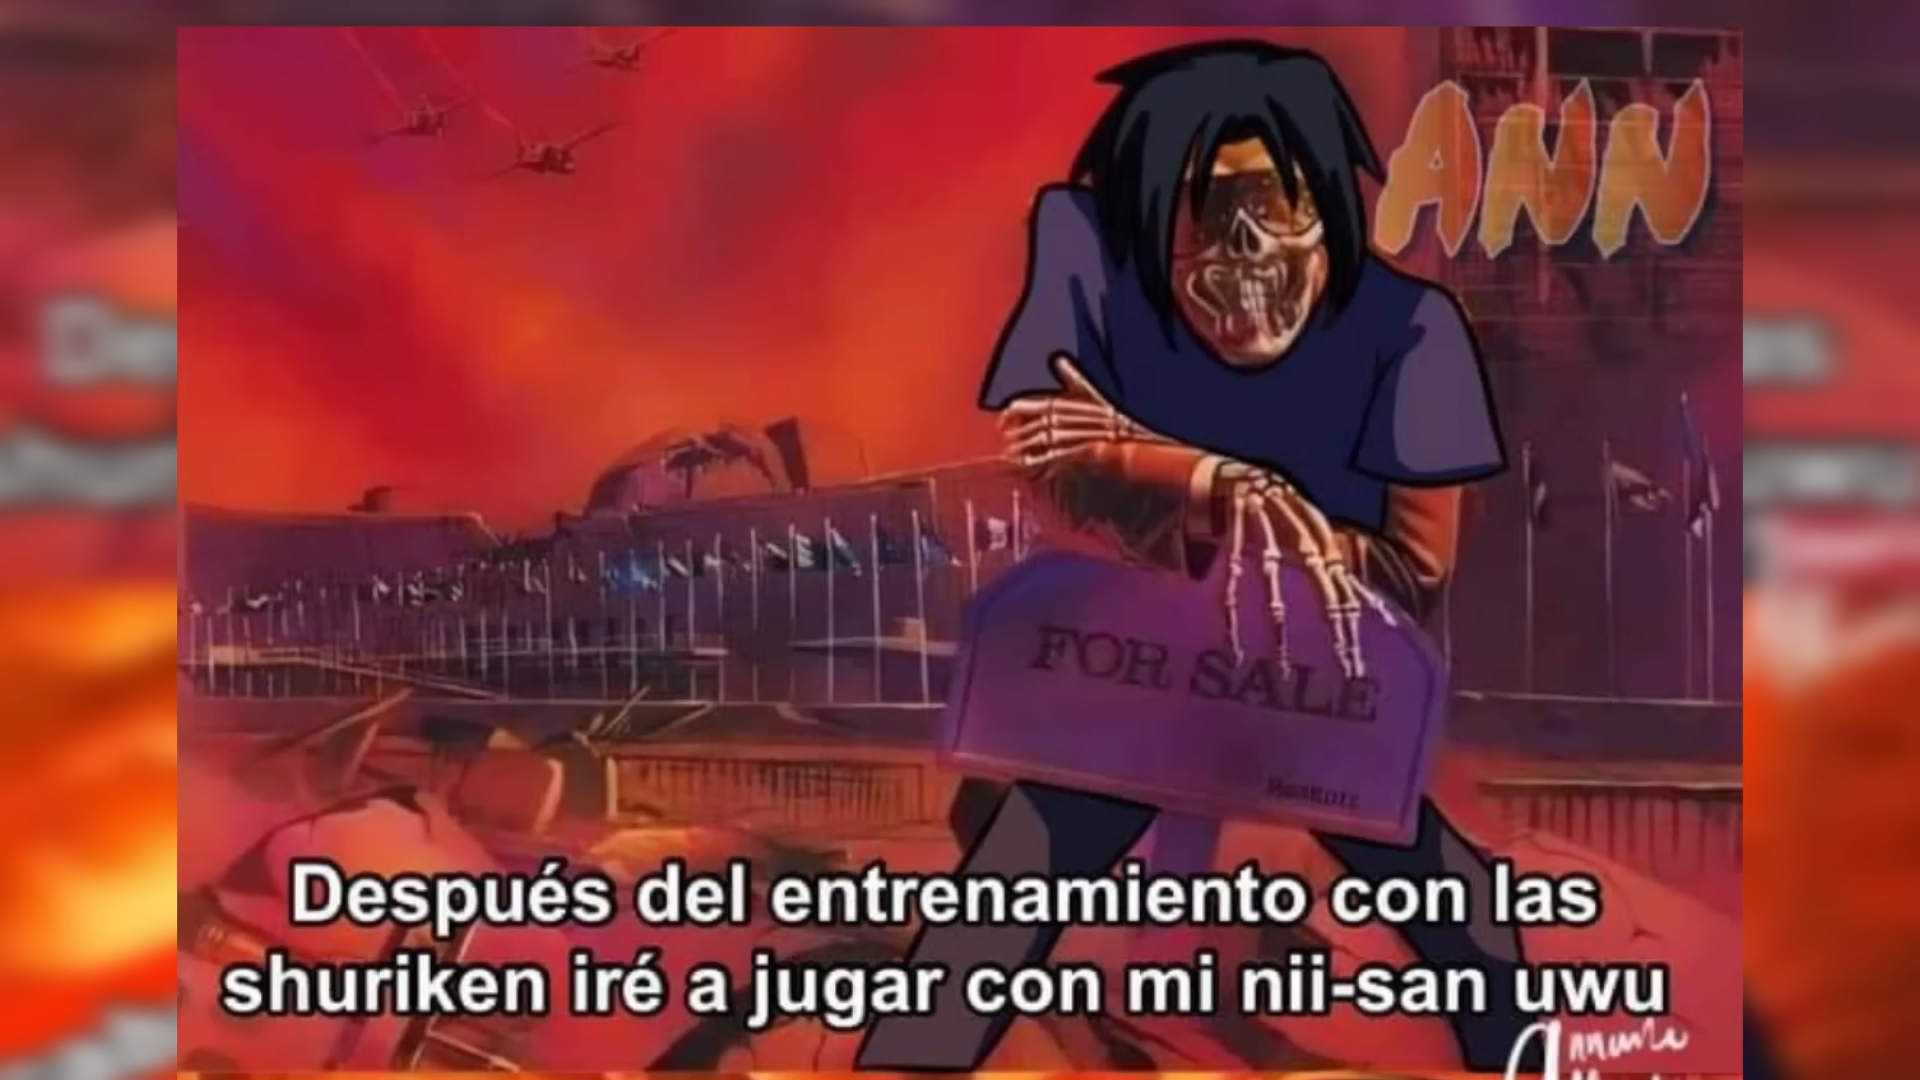 ANN
FOR SALE
Después del entrenamiento con las
shuriken iré a jugar con mi nii-san uwu